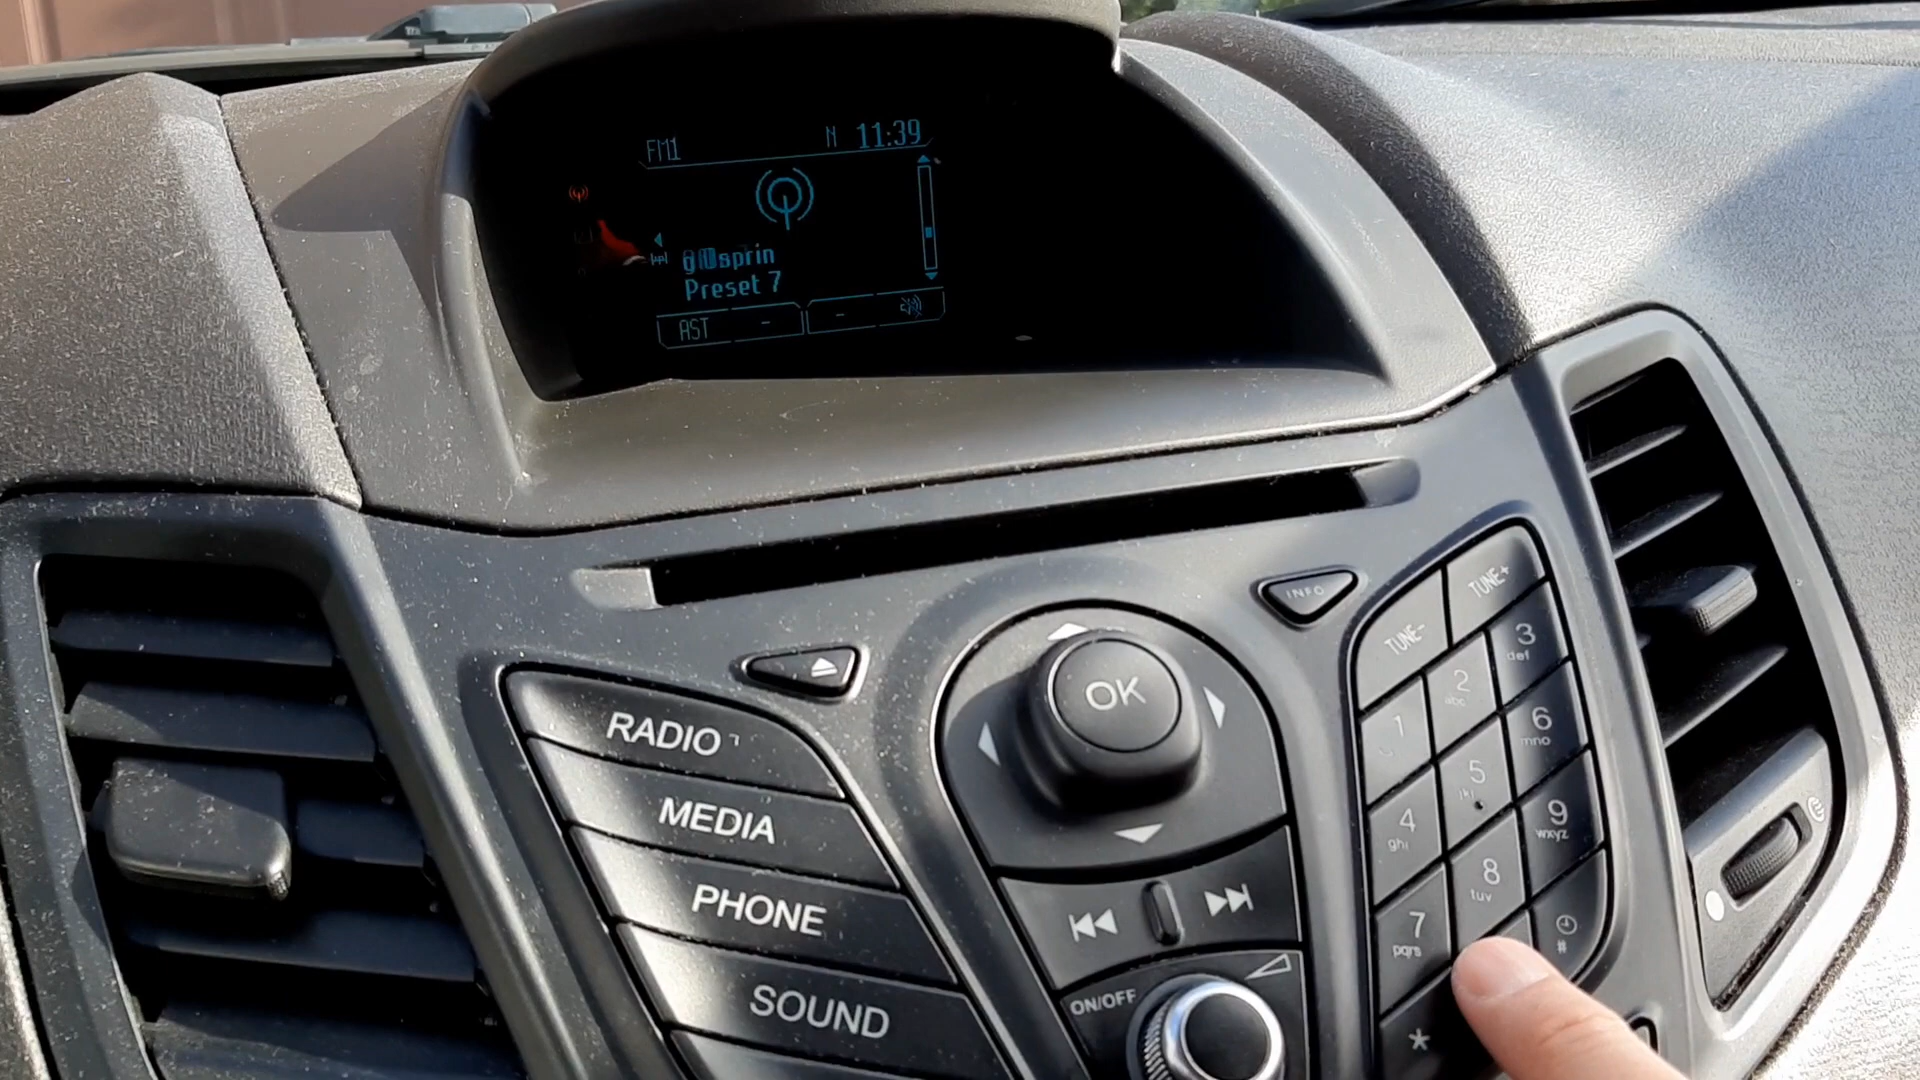 FM1 N 11:39
Preset 7
AST - -
INFO
TUNE- TUNE+
OK
RADIO
MEDIA
PHONE
SOUND
ON/OFF
1
2 abc
3 def
4 ghi
5 jkl
6 mno
7 pqrs
8 tuv
9 wxyz
* #